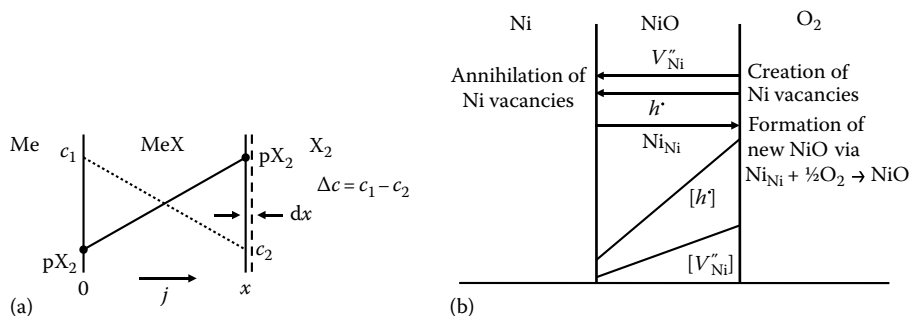 Me
MeX
X₂
c₁
pX₂
Δc = c₁ – c₂
dx
c₂
pX₂
0
j
x
(a)
Ni
NiO
O₂
V″Ni
Annihilation of
Ni vacancies
Creation of
Ni vacancies
h•
NiNi
Formation of
new NiO via
NiNi + ½O₂ → NiO
[h•]
[V″Ni]
(b)